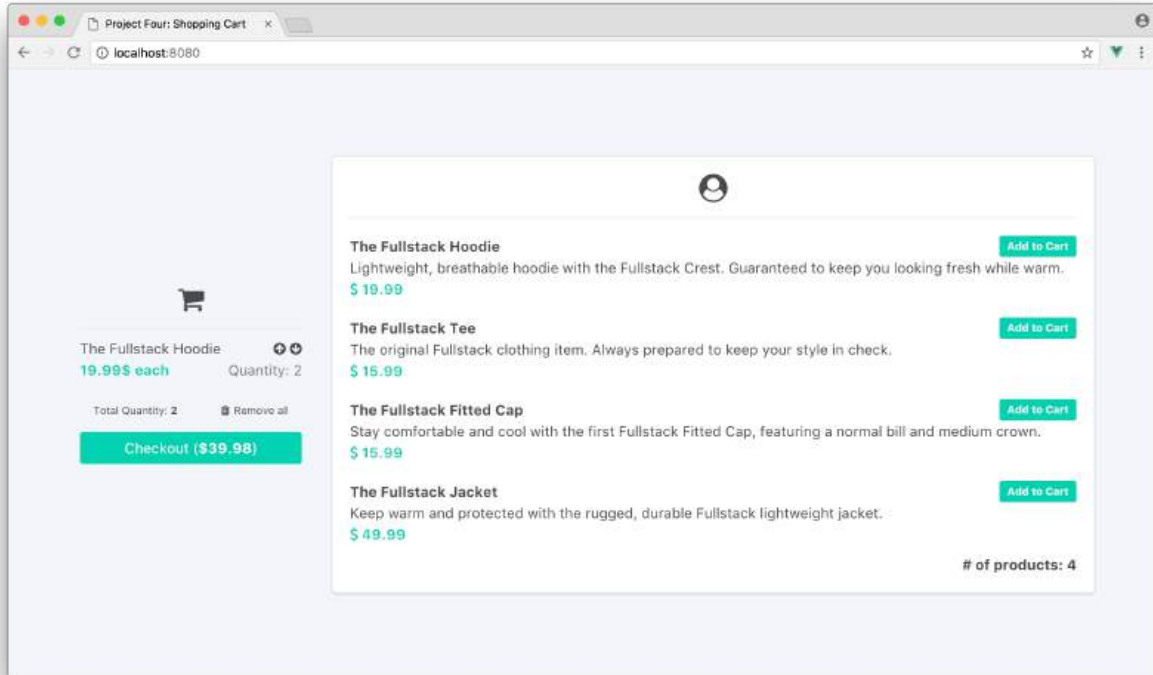 Project Four: Shopping Cart
localhost:8080
The Fullstack Hoodie
19.99$ each Quantity: 2
Total Quantity: 2 Remove all
Checkout ($39.98)
The Fullstack Hoodie Add to Cart
Lightweight, breathable hoodie with the Fullstack Crest. Guaranteed to keep you looking fresh while warm.
$ 19.99
The Fullstack Tee Add to Cart
The original Fullstack clothing item. Always prepared to keep your style in check.
$ 15.99
The Fullstack Fitted Cap Add to Cart
Stay comfortable and cool with the first Fullstack Fitted Cap, featuring a normal bill and medium crown.
$ 15.99
The Fullstack Jacket Add to Cart
Keep warm and protected with the rugged, durable Fullstack lightweight jacket.
$ 49.99
# of products: 4